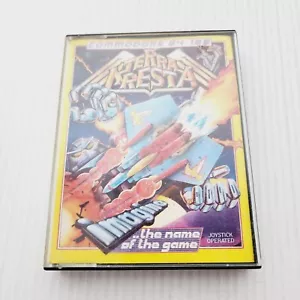 COMMODORE 64/128
TERRA
CRESTA
imagine
...the name
of the game
JOYSTICK
OPERATED